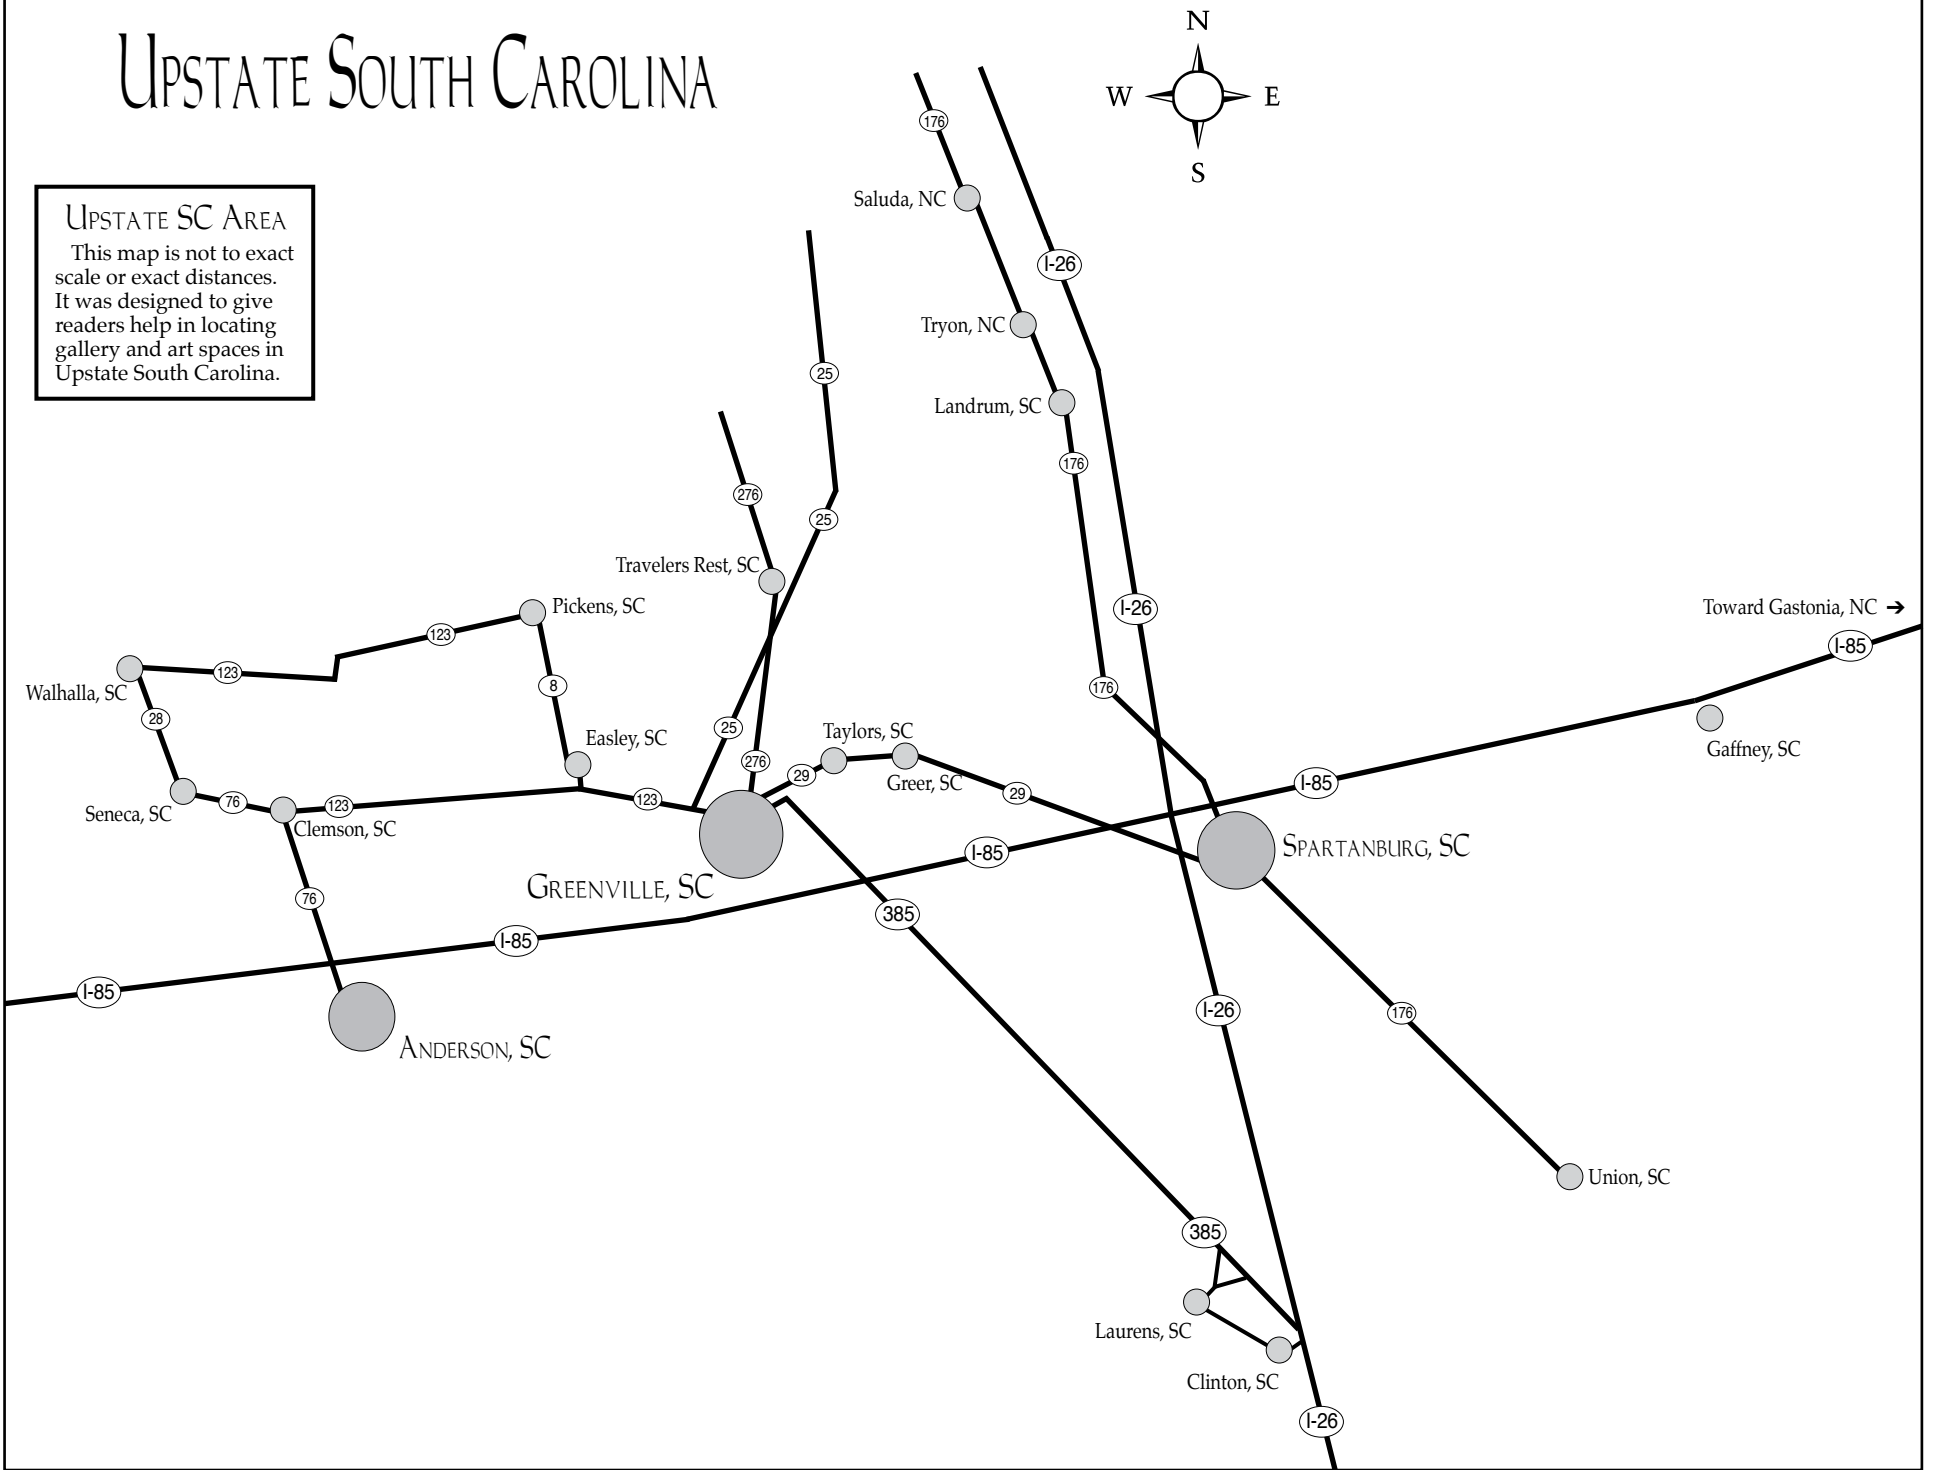 UPSTATE SOUTH CAROLINA
N
W E
S
UPSTATE SC AREA
This map is not to exact
scale or exact distances.
It was designed to give
readers help in locating
gallery and art spaces in
Upstate South Carolina.
176
Saluda, NC
I-26
Tryon, NC
25
Landrum, SC
176
276
25
Travelers Rest, SC
Pickens, SC
I-26
Toward Gastonia, NC ➔
123
I-85
123
Walhalla, SC
8
176
28
25
Easley, SC
Taylors, SC
Gaffney, SC
276
29
Greer, SC
I-85
29
Seneca, SC
76
123
123
Clemson, SC
I-85
SPARTANBURG, SC
GREENVILLE, SC
76
385
I-85
I-85
I-26
176
ANDERSON, SC
Union, SC
385
Laurens, SC
Clinton, SC
I-26